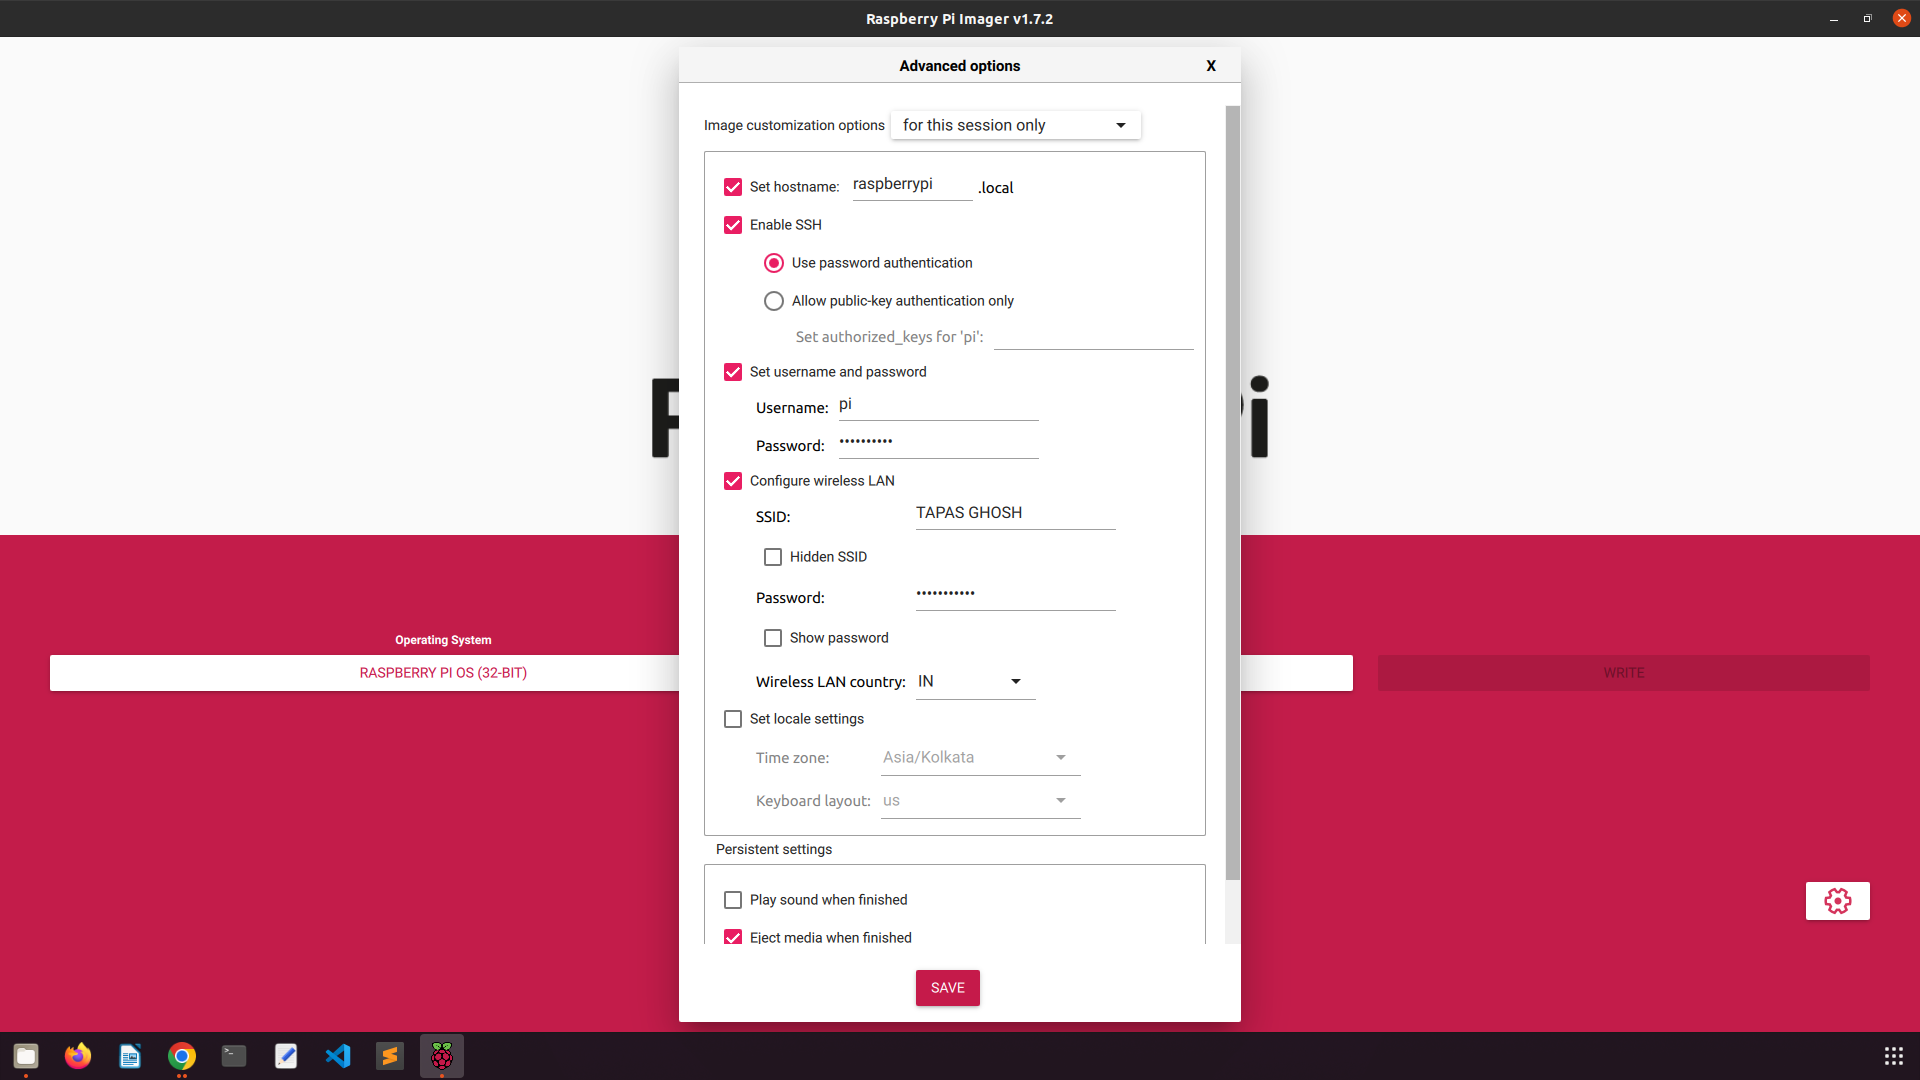 Raspberry Pi Imager v1.7.2
Advanced options
X
Image customization options for this session only
Set hostname: raspberrypi .local
Enable SSH
Use password authentication
Allow public-key authentication only
Set authorized_keys for 'pi':
Set username and password
Username: pi
Password: ••••••••••
Configure wireless LAN
SSID: TAPAS GHOSH
Hidden SSID
Password: •••••••••••
Show password
Wireless LAN country: IN
Set locale settings
Time zone: Asia/Kolkata
Keyboard layout: us
Persistent settings
Play sound when finished
Eject media when finished
SAVE
Operating System
RASPBERRY PI OS (32-BIT)
WRITE